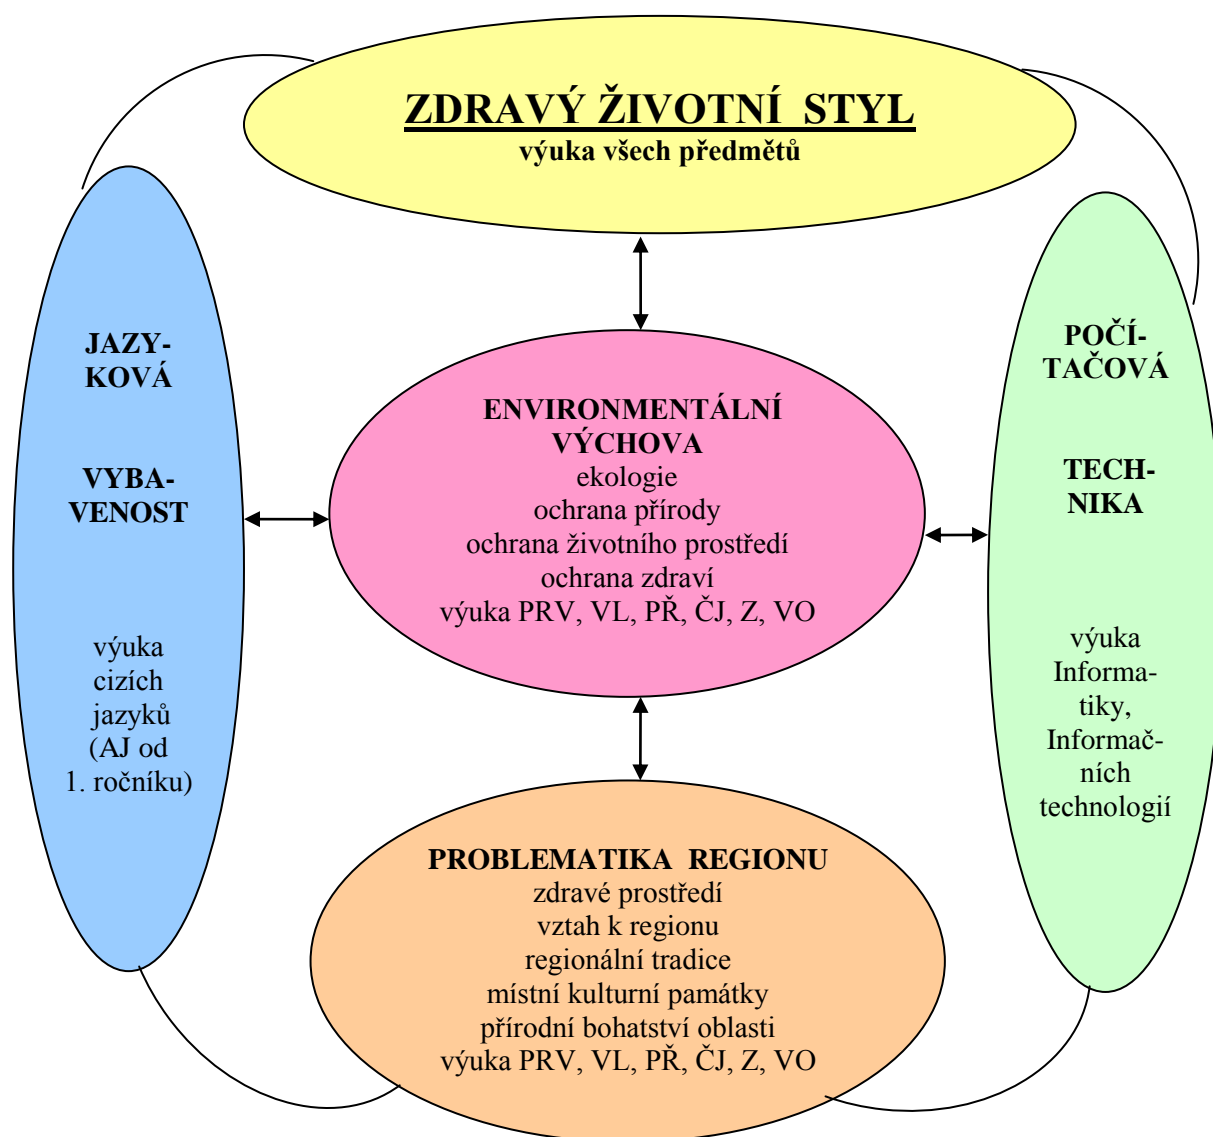 ZDRAVÝ ŽIVOTNÍ STYL
výuka všech předmětů
JAZY-
KOVÁ
VYBA-
VENOST
výuka
cizích
jazyků
(AJ od
1. ročníku)
ENVIRONMENTÁLNÍ
VÝCHOVA
ekologie
ochrana přírody
ochrana životního prostředí
ochrana zdraví
výuka PRV, VL, PŘ, ČJ, Z, VO
POČÍ-
TAČOVÁ
TECH-
NIKA
výuka
Informa-
tiky,
Informač-
ních
technologií
PROBLEMATIKA REGIONU
zdravé prostředí
vztah k regionu
regionální tradice
místní kulturní památky
přírodní bohatství oblasti
výuka PRV, VL, PŘ, ČJ, Z, VO